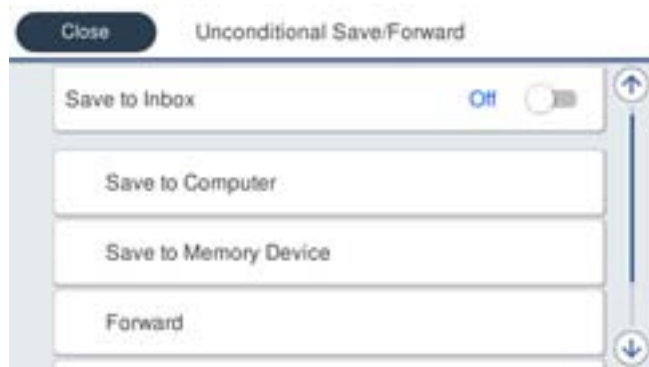 Close Unconditional Save/Forward
Save to Inbox Off
Save to Computer
Save to Memory Device
Forward